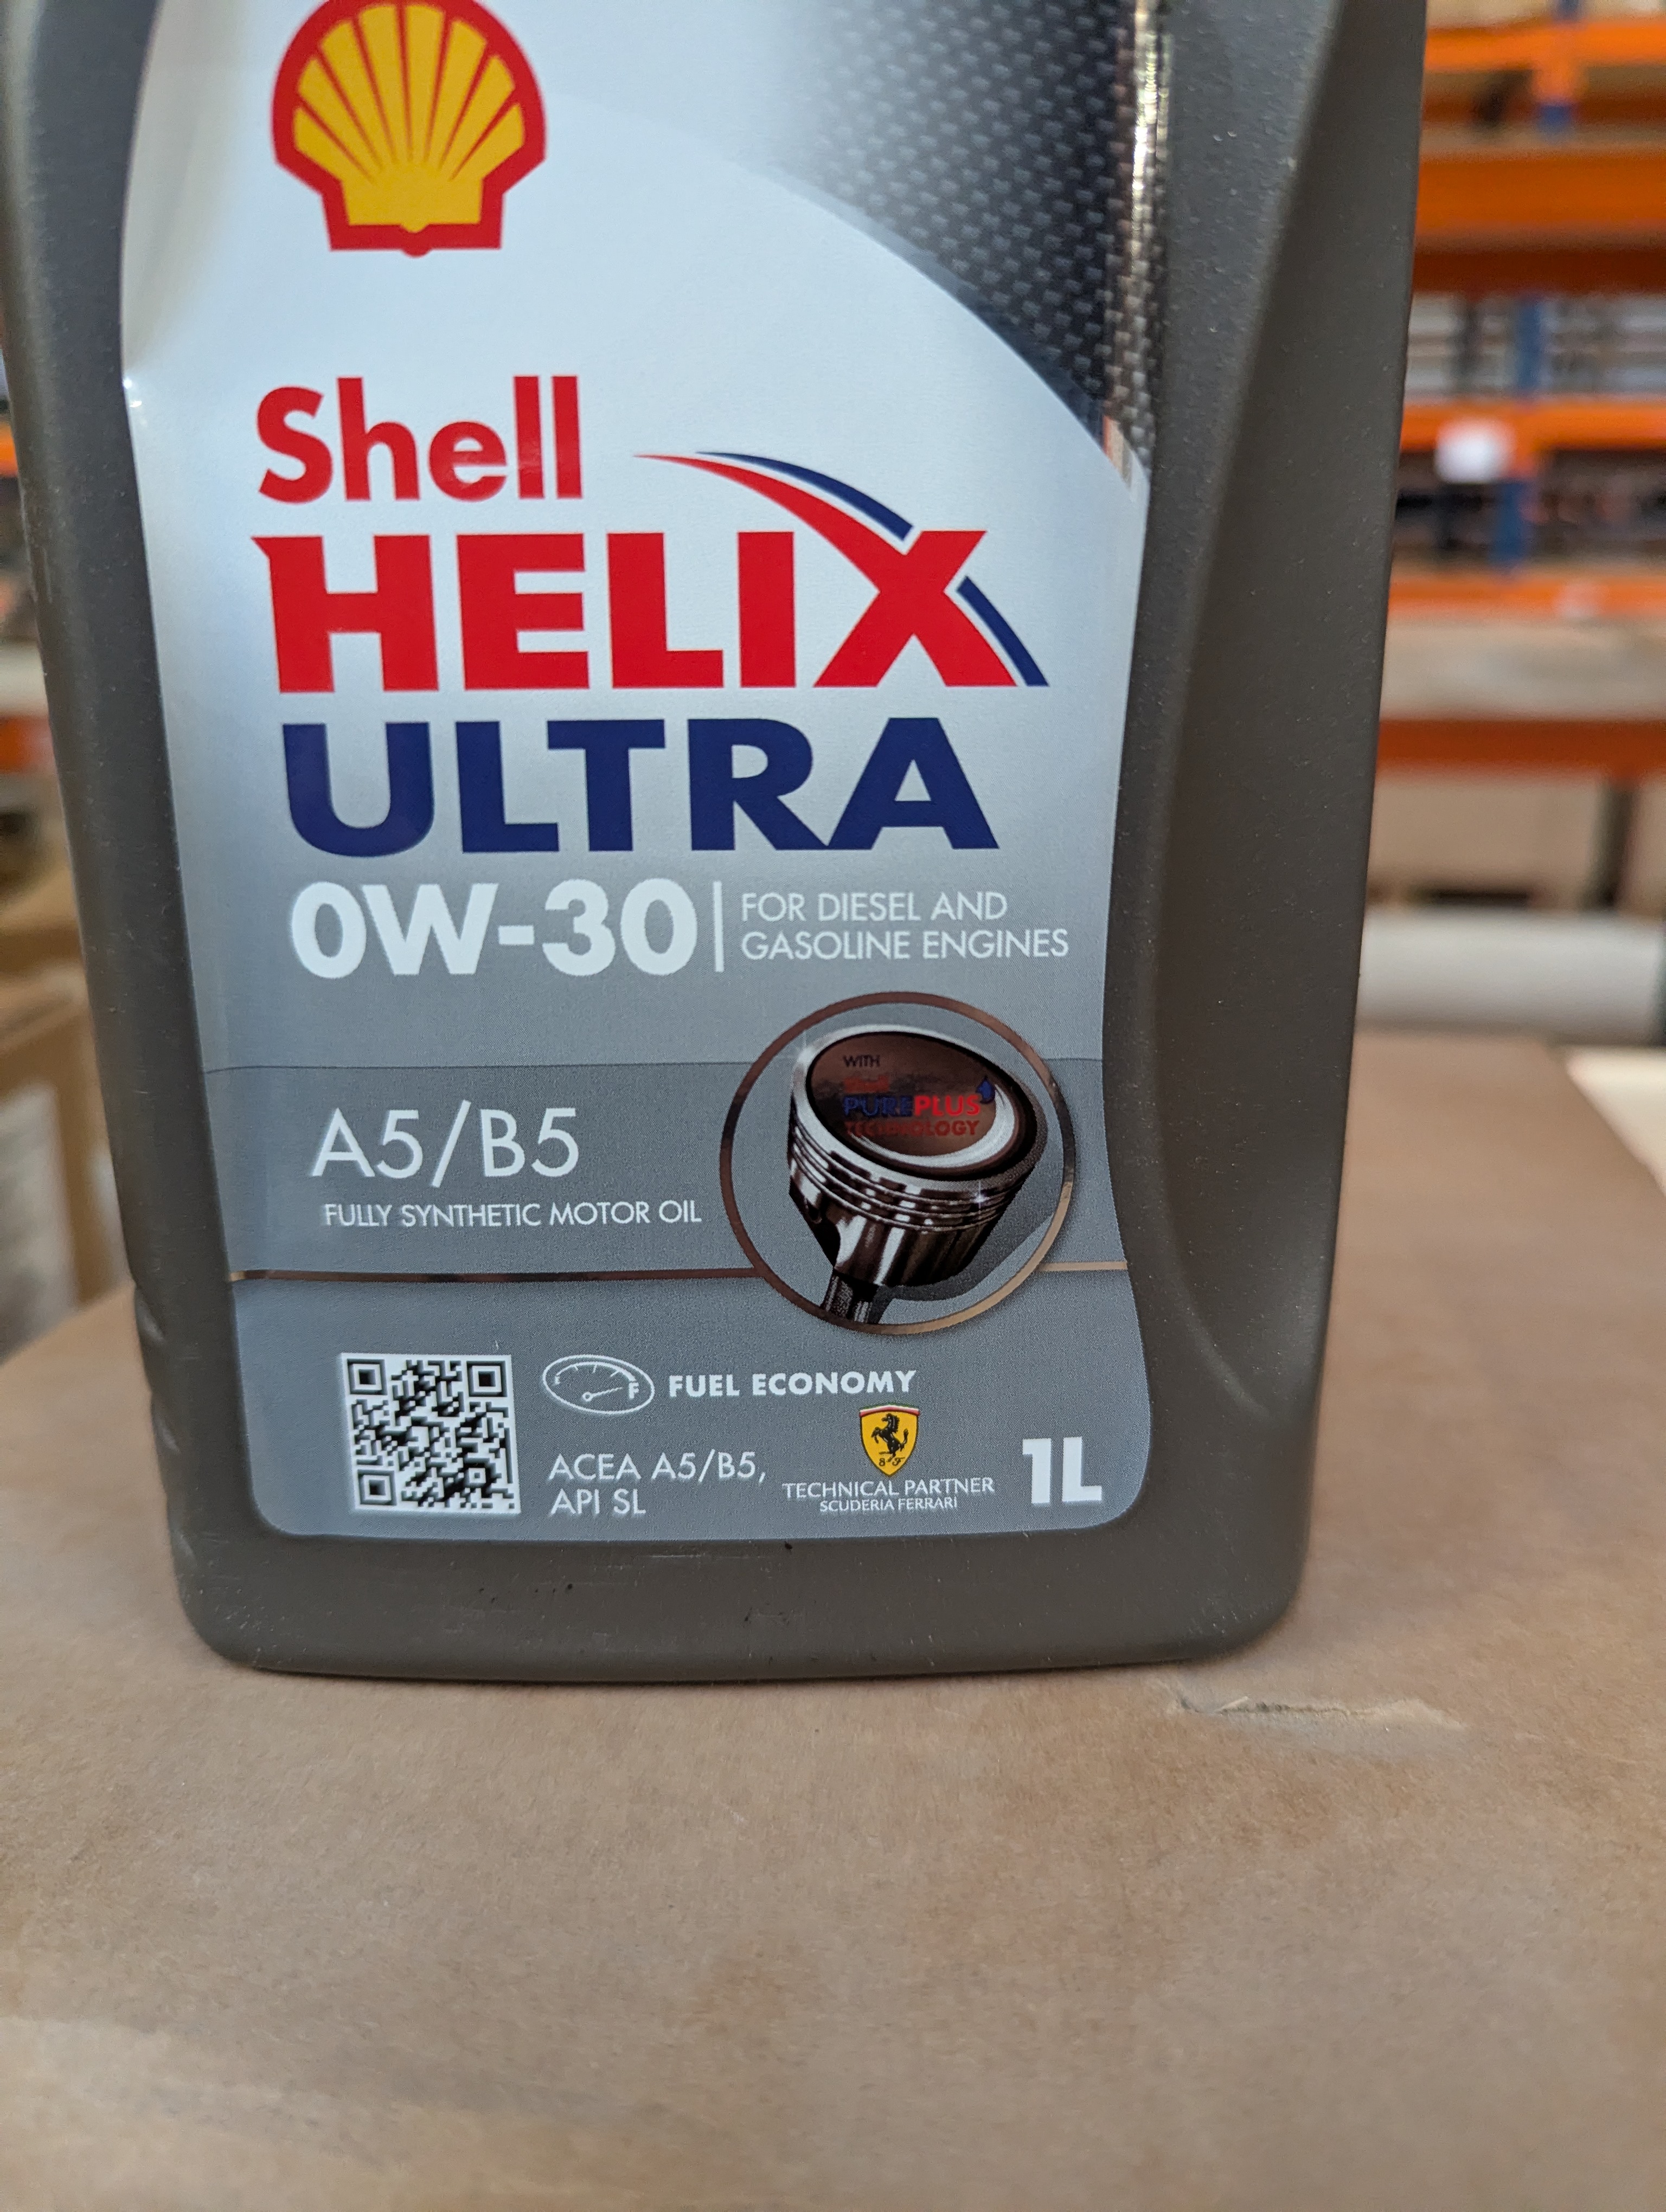 Shell
HELIX
ULTRA
0W-30
FOR DIESEL AND
GASOLINE ENGINES
WITH
Shell
PUREPLUS
TECHNOLOGY
A5/B5
FULLY SYNTHETIC MOTOR OIL
E F
FUEL ECONOMY
ACEA A5/B5,
API SL
S F
TECHNICAL PARTNER
SCUDERIA FERRARI
1L